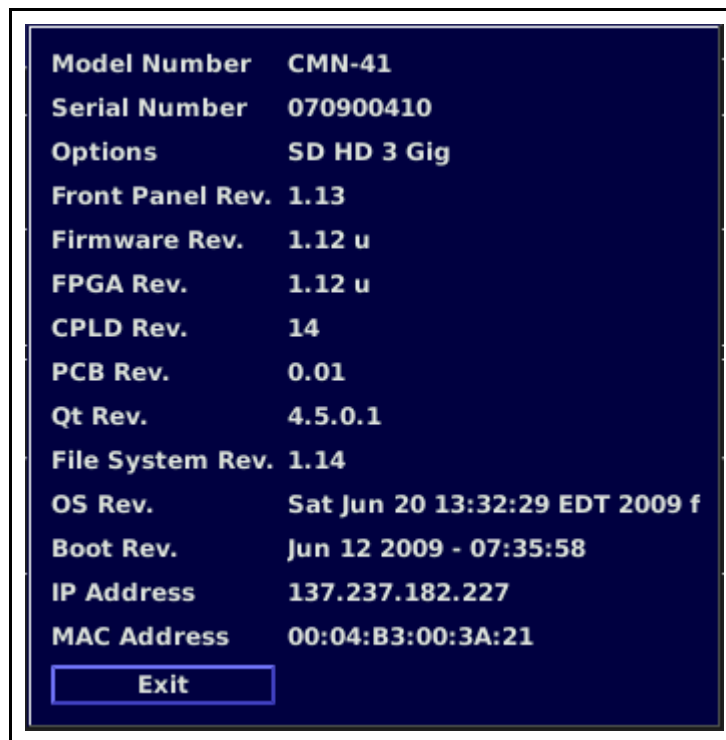 Model Number CMN-41
Serial Number 070900410
Options SD HD 3 Gig
Front Panel Rev. 1.13
Firmware Rev. 1.12 u
FPGA Rev. 1.12 u
CPLD Rev. 14
PCB Rev. 0.01
Qt Rev. 4.5.0.1
File System Rev. 1.14
OS Rev. Sat Jun 20 13:32:29 EDT 2009 f
Boot Rev. Jun 12 2009 - 07:35:58
IP Address 137.237.182.227
MAC Address 00:04:B3:00:3A:21
Exit